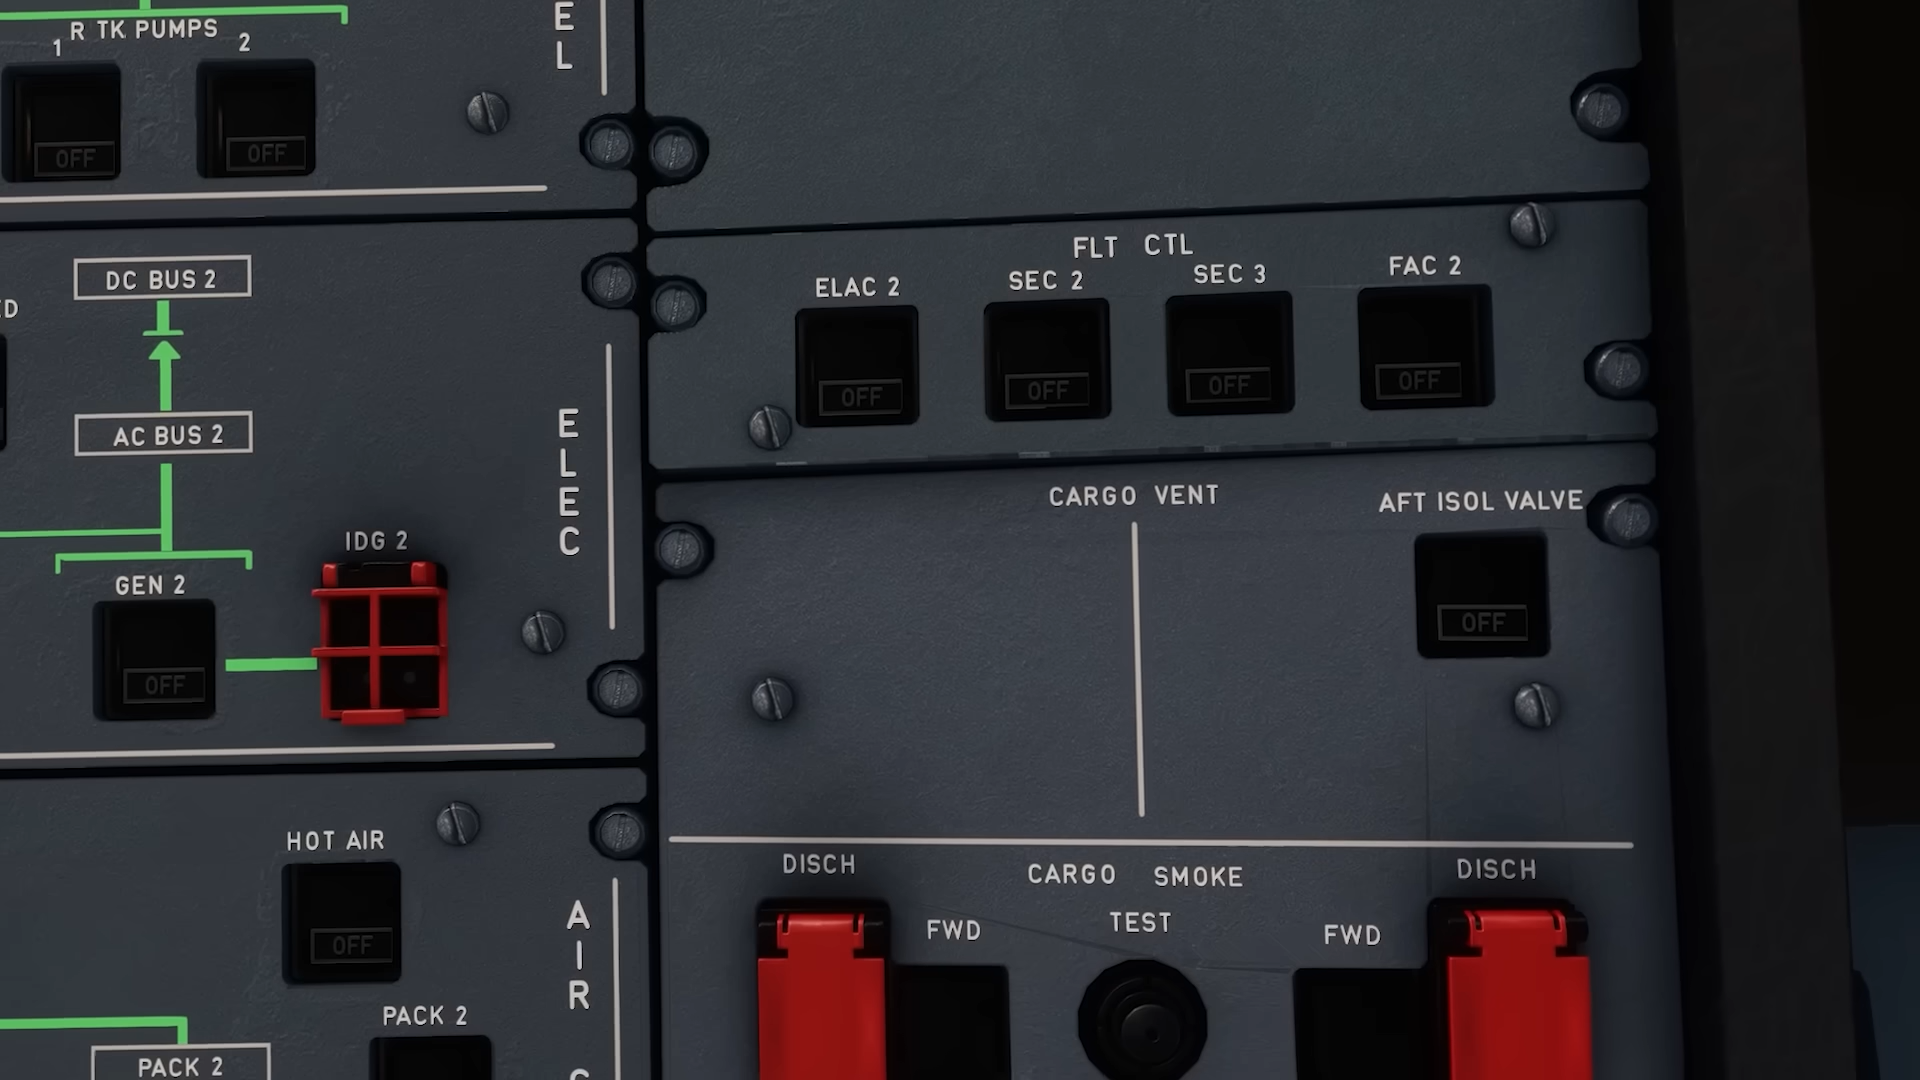 R TK PUMPS
1 2
OFF OFF
E
L
DC BUS 2
ED
AC BUS 2
E
L
E
C
IDG 2
GEN 2
OFF
HOT AIR
OFF
A
I
R
PACK 2
PACK 2
FLT CTL
ELAC 2 SEC 2 SEC 3 FAC 2
OFF OFF OFF OFF
CARGO VENT
AFT ISOL VALVE
OFF
CARGO SMOKE
DISCH DISCH
FWD TEST FWD